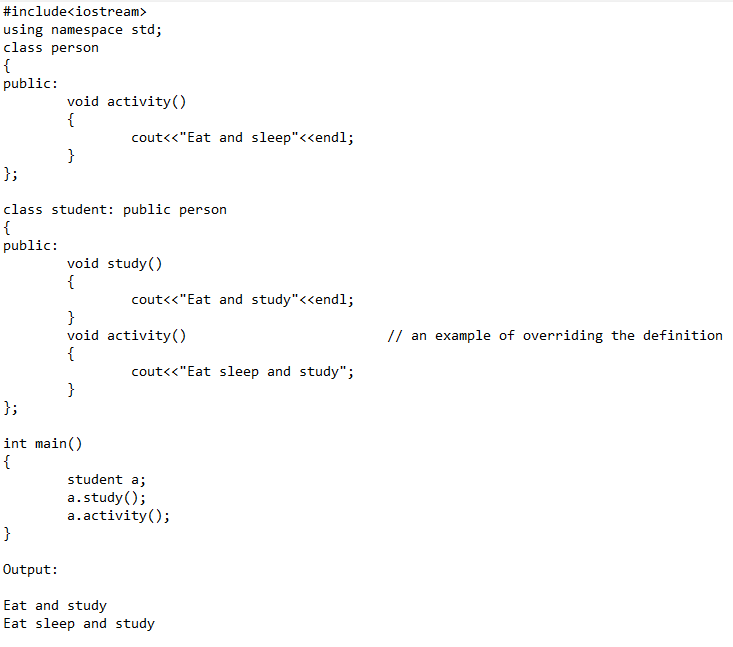 #include<iostream>
using namespace std;
class person
{
public:
        void activity()
        {
                cout<<"Eat and sleep"<<endl;
        }
};

class student: public person
{
public:
        void study()
        {
                cout<<"Eat and study"<<endl;
        }
        void activity()                         // an example of overriding the definition
        {
                cout<<"Eat sleep and study";
        }
};

int main()
{
        student a;
        a.study();
        a.activity();
}

Output:

Eat and study
Eat sleep and study